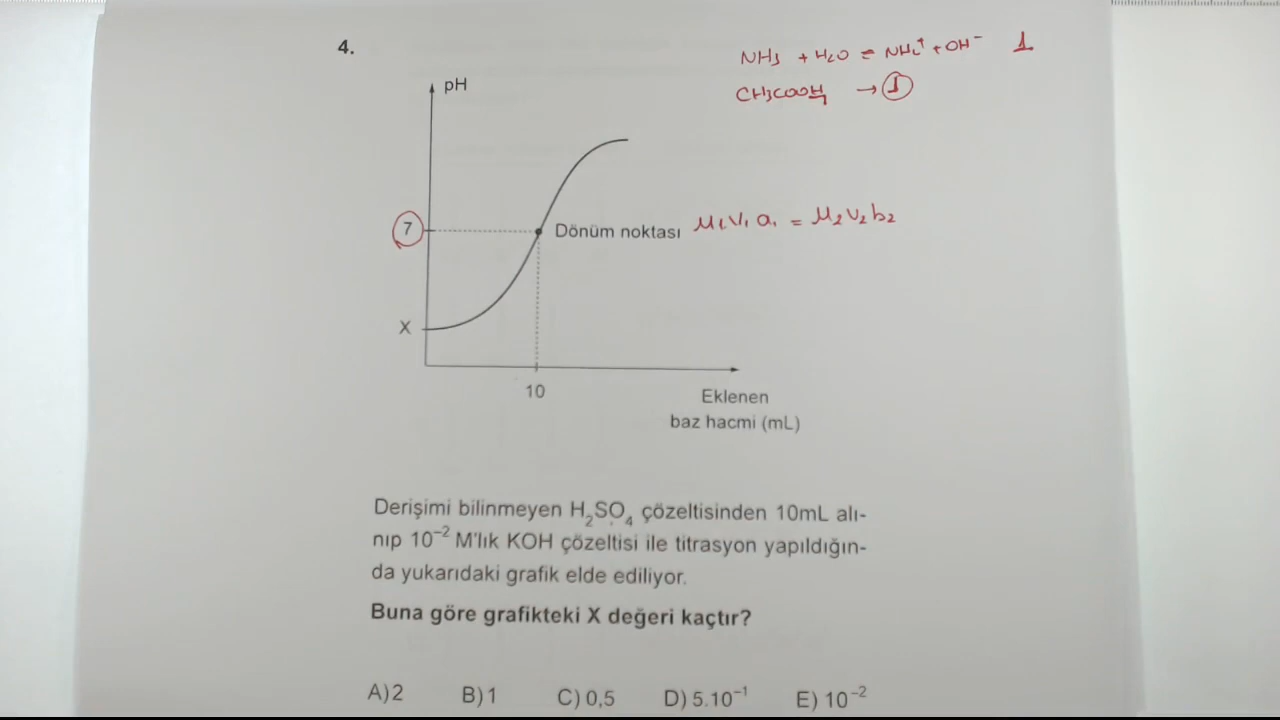 4.
NH3 + H2O = NH4+ + OH- 1
CH3COOH → 1
pH
7
Dönüm noktası M1V1a1 = M2V2b2
X
10
Eklenen
baz hacmi (mL)
Derişimi bilinmeyen H₂SO₄ çözeltisinden 10mL alı-
nıp 10⁻² M'lık KOH çözeltisi ile titrasyon yapıldığın-
da yukarıdaki grafik elde ediliyor.
Buna göre grafikteki X değeri kaçtır?
A) 2 B) 1 C) 0,5 D) 5.10⁻¹ E) 10⁻²